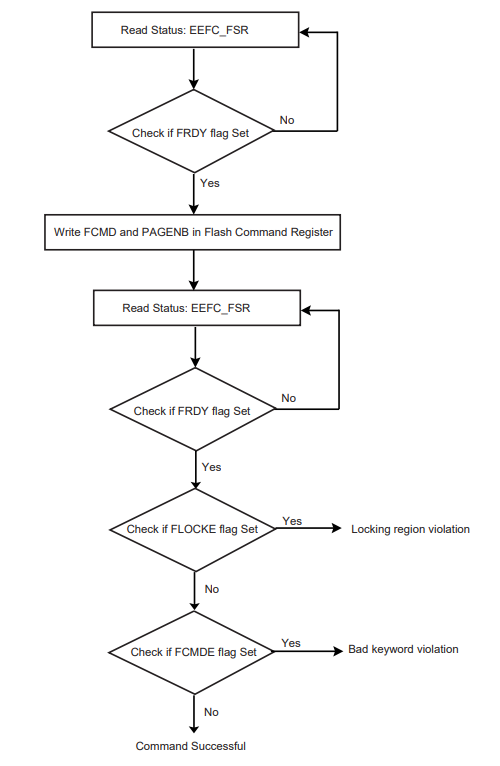 Read Status: EEFC_FSR
No
Check if FRDY flag Set
Yes
Write FCMD and PAGENB in Flash Command Register
Read Status: EEFC_FSR
No
Check if FRDY flag Set
Yes
Check if FLOCKE flag Set
Yes
Locking region violation
No
Check if FCMDE flag Set
Yes
Bad keyword violation
No
Command Successful